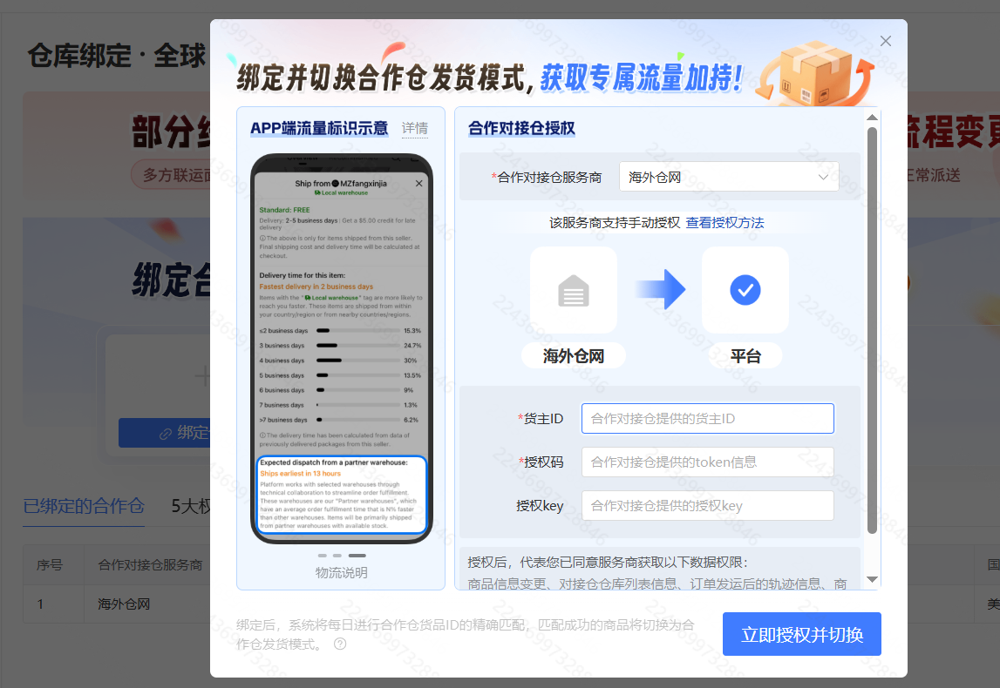 仓库绑定 · 全球
部分
多方联运
流程变更
正常派送
绑定合
绑定
已绑定的合作仓
5大权
序号
合作对接仓服务商
国
1
海外仓网
美
绑定并切换合作仓发货模式,获取专属流量加持!
APP端流量标识示意
详情
Ship from MZfangxinjia
Local warehouse
Standard: FREE
Delivery: 2-5 business days | Get a $5.00 credit for late
delivery
The above is only for items shipped from this seller.
Final shipping cost and delivery time will be calculated at
checkout.
Delivery time for this item:
Fastest delivery in 2 business days
Items with the "Local warehouse" tag are more likely to
reach you faster. These items are shipped from within
your country/region or from nearby countries/regions.
≤2 business days 15.3%
3 business days 24.7%
4 business days 30%
5 business days 13.5%
6 business days 9%
7 business days 1.3%
>7 business days 6.2%
The delivery time has been calculated from data of
previously delivered packages from this seller.
Expected dispatch from a partner warehouse:
Ships earliest in 13 hours
Platform works with selected warehouses through
technical collaboration to streamline order fulfillment.
These warehouses are our "Partner warehouses", which
have an average order fulfillment time that is N% faster
than other warehouses. Items will be primarily shipped
from partner warehouses with available stock.
物流说明
合作对接仓授权
*合作对接仓服务商
海外仓网
该服务商支持手动授权 查看授权方法
海外仓网
平台
*货主ID
合作对接仓提供的货主ID
*授权码
合作对接仓提供的token信息
授权key
合作对接仓提供的授权key
授权后，代表您已同意服务商获取以下数据权限：
商品信息变更、对接仓仓库列表信息、订单发运后的轨迹信息、商
绑定后，系统将每日进行合作仓货品ID的精确匹配，匹配成功的商品将切换为合
作仓发货模式。
立即授权并切换